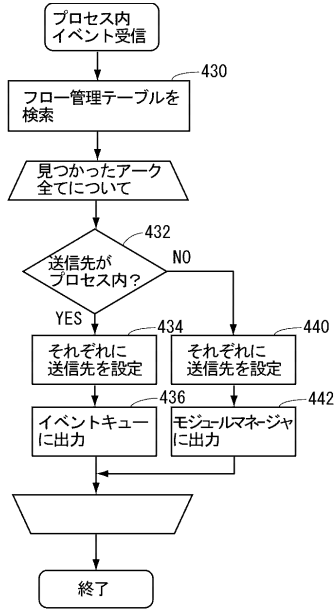 プロセス内
イベント受信
430
フロー管理テーブルを
検索
見つかったアーク
全てについて
432
送信先が
プロセス内？
NO
YES
434
それぞれに
送信先を設定
440
それぞれに
送信先を設定
436
イベントキュー
に出力
442
モジュールマネージャ
に出力
終了